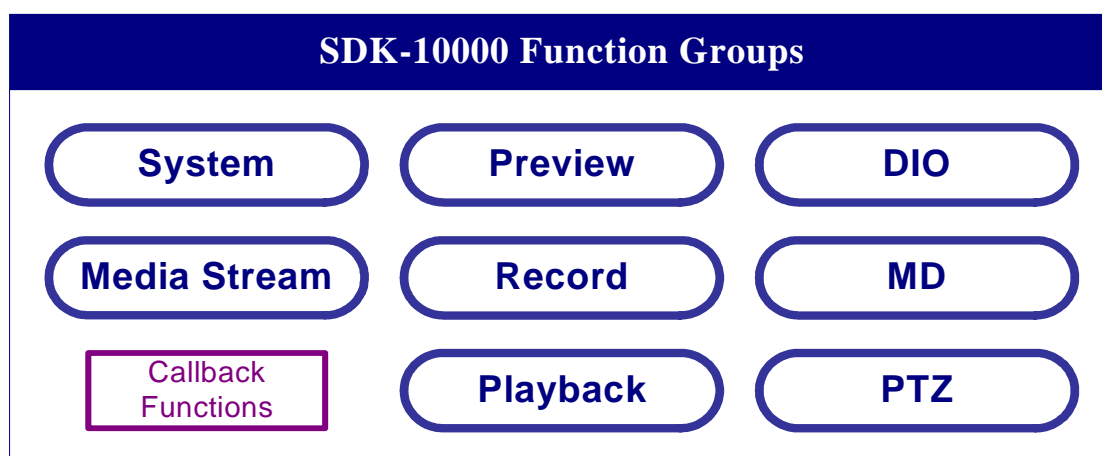 SDK-10000 Function Groups
System
Preview
DIO
Media Stream
Record
MD
Callback
Functions
Playback
PTZ